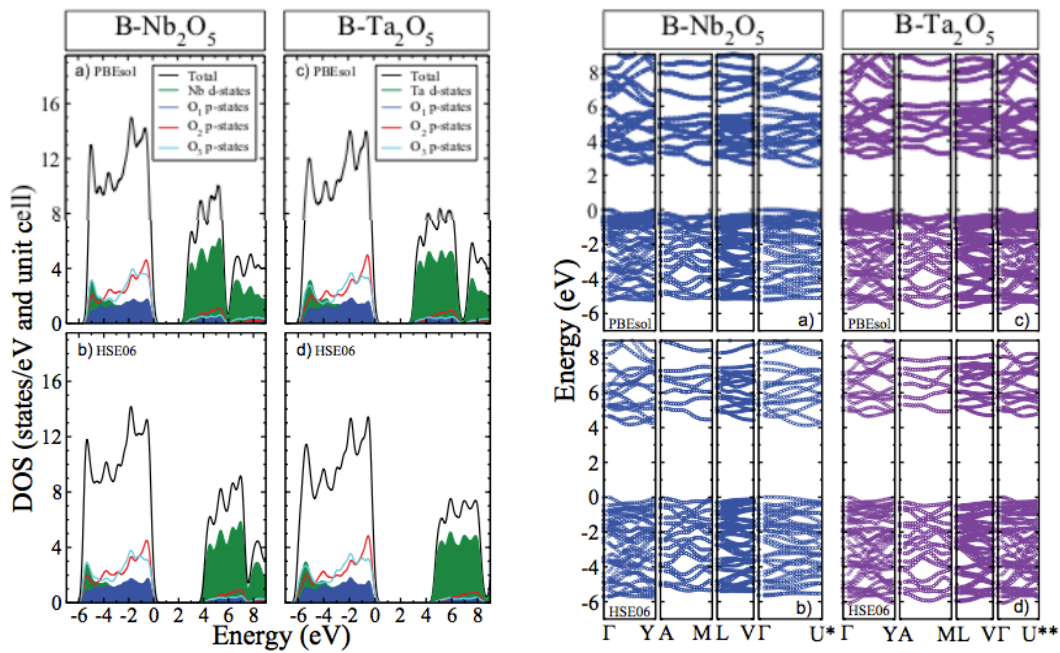 B-Nb₂O₅
B-Ta₂O₅
B-Nb₂O₅
B-Ta₂O₅
DOS (states/eV and unit cell)
a) PBEsol
Total
Nb d-states
O₁ p-states
O₂ p-states
O₃ p-states
c) PBEsol
Total
Ta d-states
O₁ p-states
O₂ p-states
O₃ p-states
16
12
8
4
0
b) HSE06
d) HSE06
16
12
8
4
0
-6 -4 -2 0 2 4 6 8
-6 -4 -2 0 2 4 6 8
Energy (eV)
Energy (eV)
8
6
4
2
0
-2
-4
-6
PBEsol
a)
PBEsol
c)
8
6
4
2
0
-2
-4
-6
HSE06
b)
HSE06
d)
Γ Y A M L V Γ U*
Γ Y A M L V Γ U**